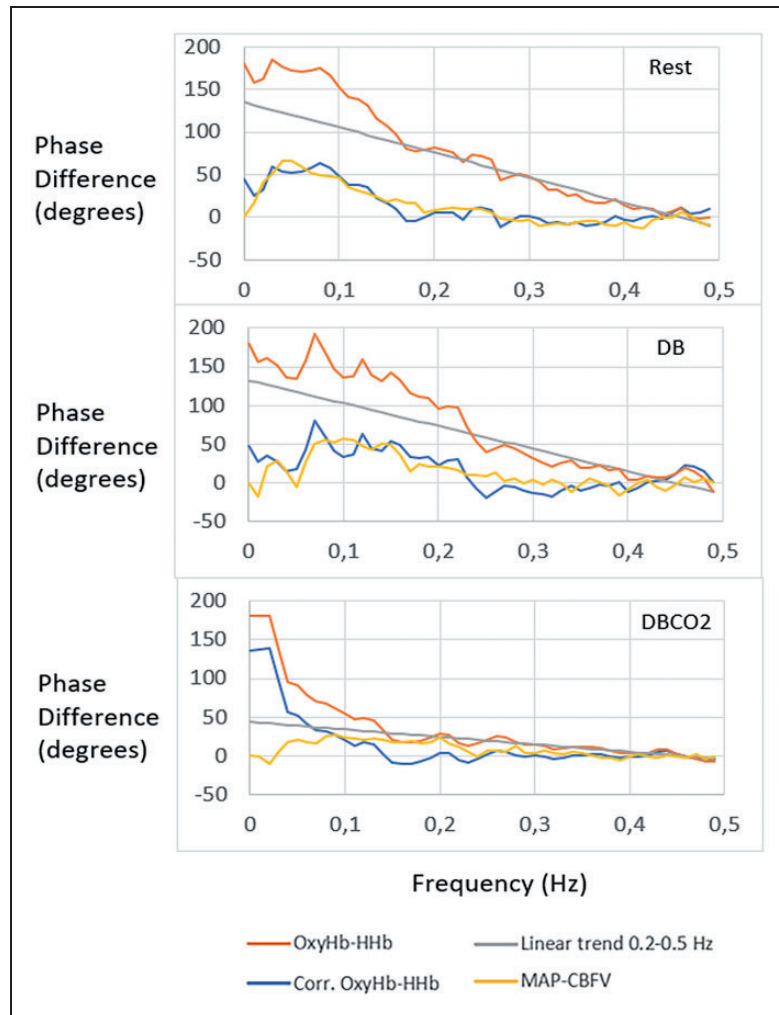 200
Rest
150
Phase
100
Difference
50
(degrees)
0
-50
0 0,1 0,2 0,3 0,4 0,5
200
DB
150
Phase
100
Difference
50
(degrees)
0
-50
0 0,1 0,2 0,3 0,4 0,5
200
DBCO2
150
Phase
100
Difference
50
(degrees)
0
-50
0 0,1 0,2 0,3 0,4 0,5
Frequency (Hz)
OxyHb-HHb Linear trend 0.2-0.5 Hz
Corr. OxyHb-HHb MAP-CBFV